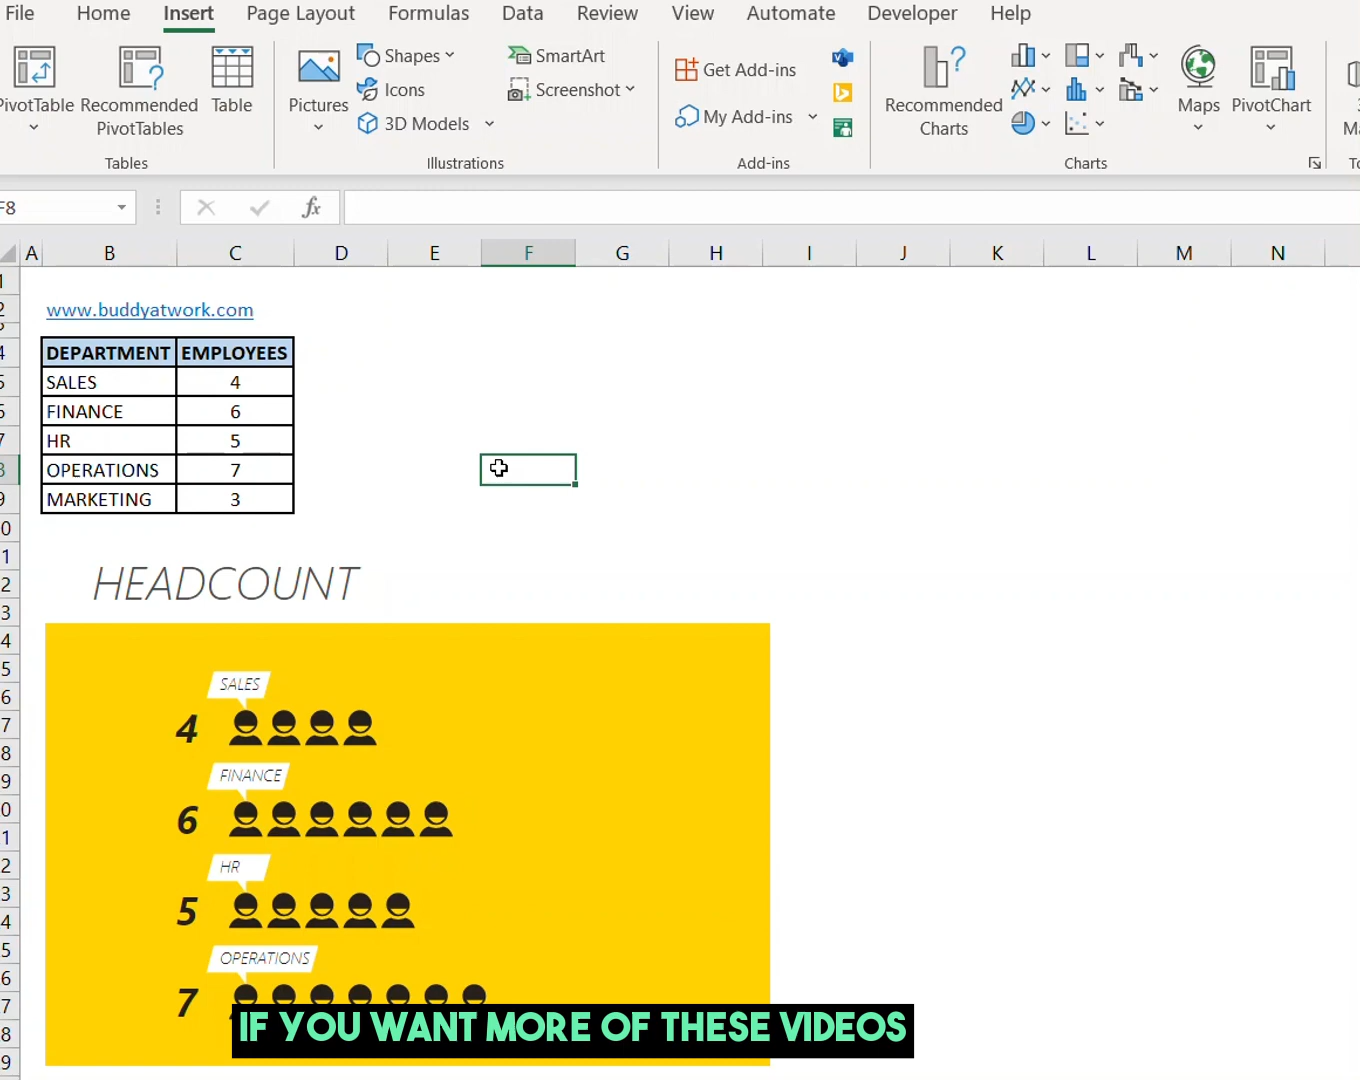 File Home Insert Page Layout Formulas Data Review View Automate Developer Help
PivotTable Recommended PivotTables Table
Tables
Pictures Shapes Icons 3D Models SmartArt Screenshot
Illustrations
Get Add-ins
My Add-ins
Add-ins
Recommended Charts
Maps PivotChart
Charts
F8 fx
A B C D E F G H I J K L M N
www.buddyatwork.com
DEPARTMENT EMPLOYEES
SALES 4
FINANCE 6
HR 5
OPERATIONS 7
MARKETING 3
HEADCOUNT
SALES
4
FINANCE
6
HR
5
OPERATIONS
7
IF YOU WANT MORE OF THESE VIDEOS